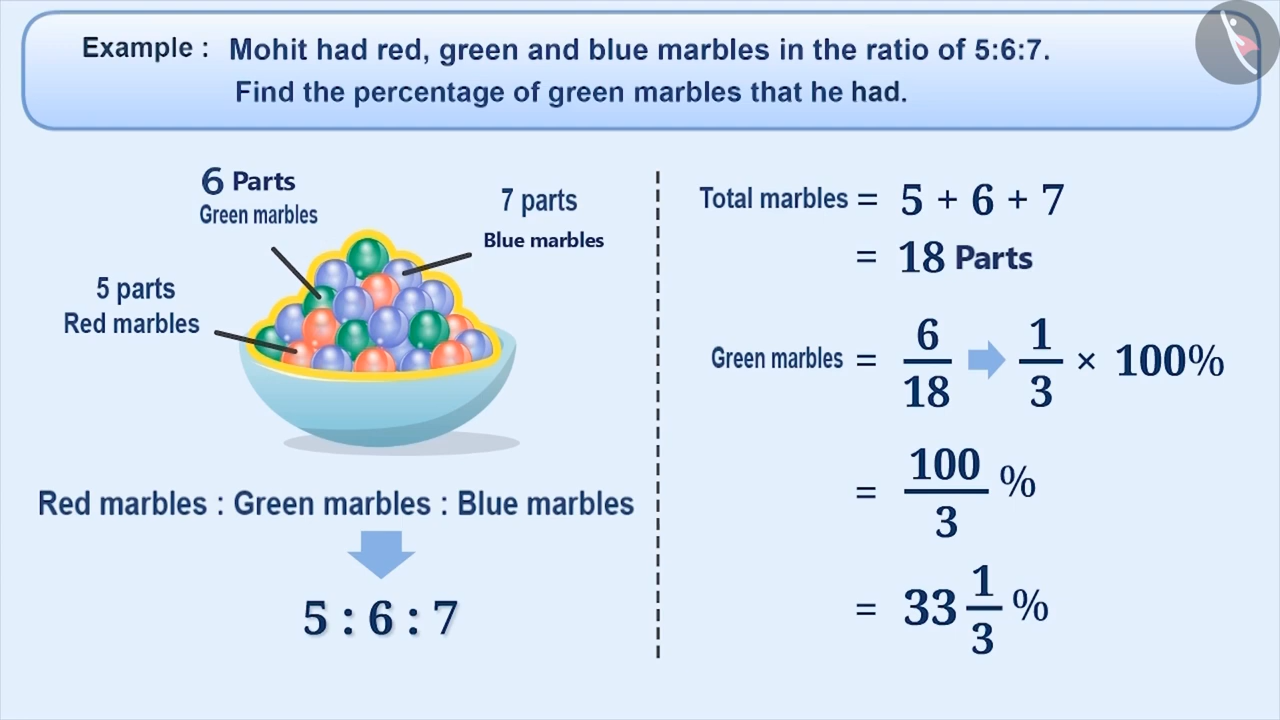 Example : Mohit had red, green and blue marbles in the ratio of 5:6:7.
Find the percentage of green marbles that he had.
6 Parts
Green marbles
7 parts
Blue marbles
5 parts
Red marbles
Red marbles : Green marbles : Blue marbles
5 : 6 : 7
Total marbles = 5 + 6 + 7
= 18 Parts
Green marbles = 6/18 1/3 × 100%
= 100/3 %
= 33 1/3 %